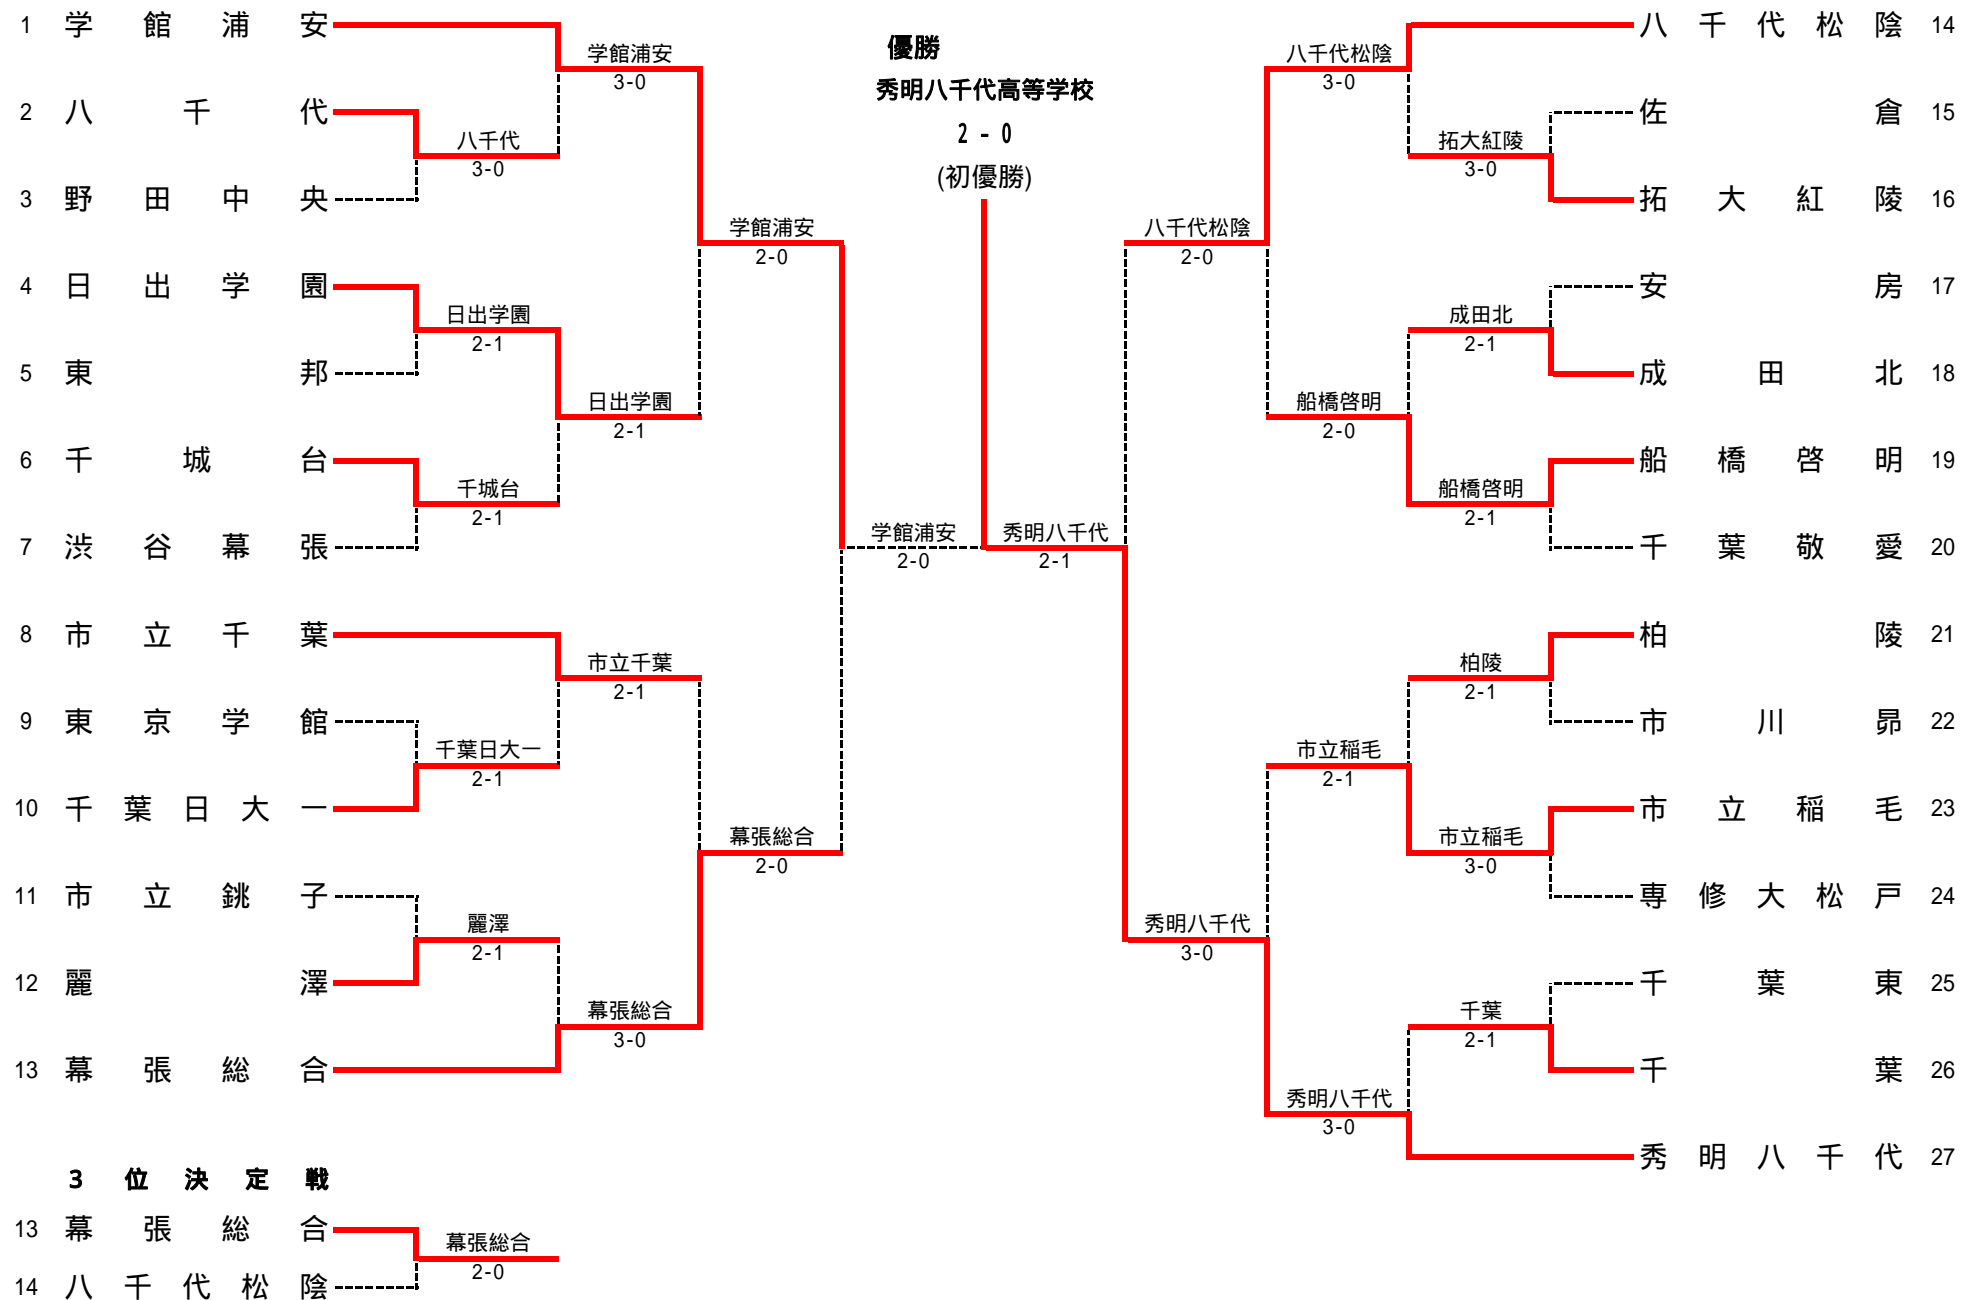 優勝
秀明八千代高等学校
2 - 0
(初優勝)
1 学館浦安
2 八千代
3 野田中央
4 日出学園
5 東邦
6 千城台
7 渋谷幕張
8 市立千葉
9 東京学館
10 千葉日大一
11 市立銚子
12 麗澤
13 幕張総合
八千代
3-0
日出学園
2-1
千城台
2-1
千葉日大一
2-1
麗澤
2-1
学館浦安
3-0
日出学園
2-1
市立千葉
2-1
幕張総合
3-0
学館浦安
2-0
幕張総合
2-0
学館浦安
2-0
秀明八千代
2-1
八千代松陰
2-0
秀明八千代
3-0
八千代松陰
3-0
船橋啓明
2-0
市立稲毛
2-1
秀明八千代
3-0
拓大紅陵
3-0
成田北
2-1
船橋啓明
2-1
柏陵
2-1
市立稲毛
3-0
千葉
2-1
八千代松陰 14
佐倉 15
拓大紅陵 16
安房 17
成田北 18
船橋啓明 19
千葉敬愛 20
柏陵 21
市川昴 22
市立稲毛 23
専修大松戸 24
千葉東 25
千葉 26
秀明八千代 27
3位決定戦
13 幕張総合
14 八千代松陰
幕張総合
2-0